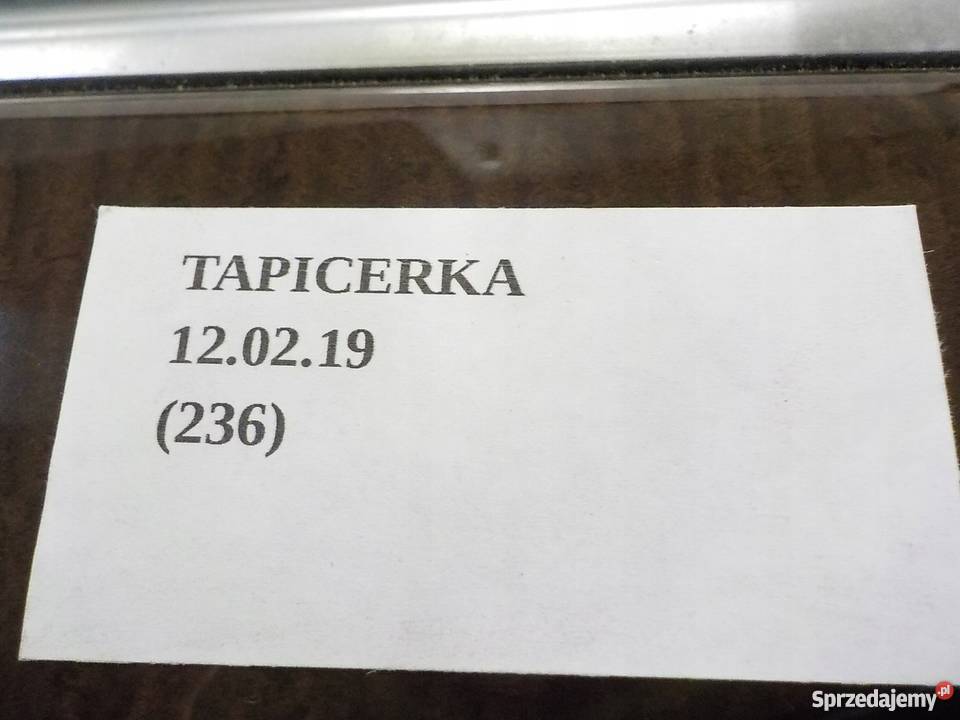 TAPICERKA
12.02.19
(236)
Sprzedajemy.pl